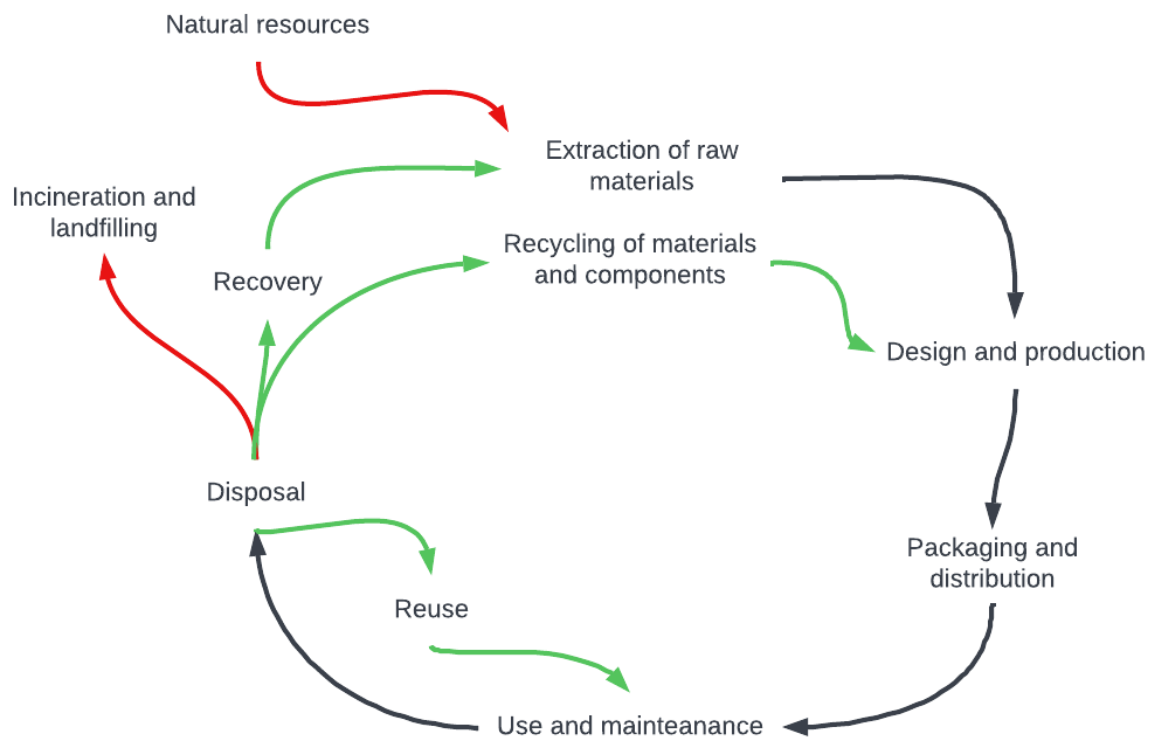 Natural resources
Extraction of raw
materials
Incineration and
landfilling
Recycling of materials
and components
Recovery
Design and production
Disposal
Packaging and
distribution
Reuse
Use and mainteanance